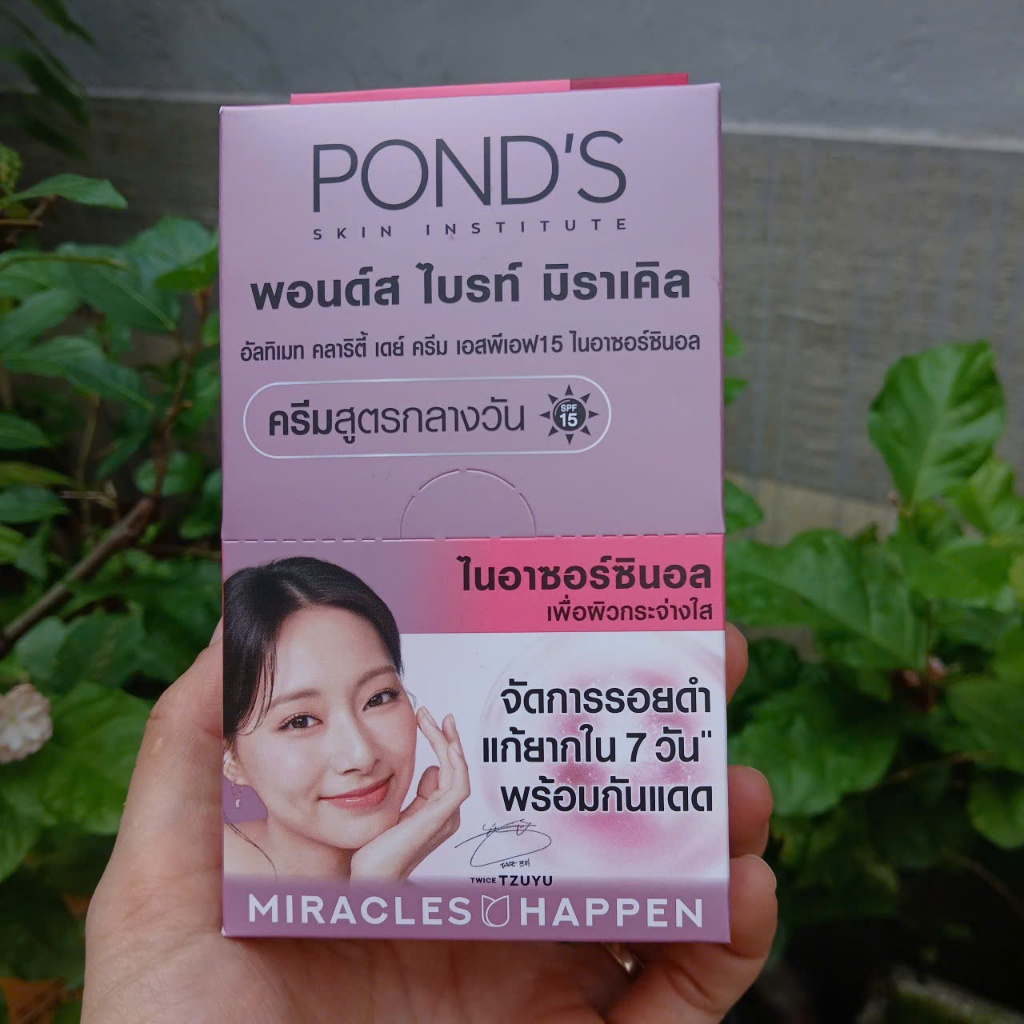 POND'S
SKIN INSTITUTE
พอนด์ส ไบรท์ มิราเคิล
อัลทิเมท คลาริตี้ เดย์ ครีม เอสพีเอฟ15 ไนอาซอร์ซินอล
ครีมสูตรกลางวัน
SPF
15
ไนอาซอร์ซินอล
เพื่อผิวกระจ่างใส
จัดการรอยดำ
แก้ยากใน 7 วัน"
พร้อมกันแดด
TWICE TZUYU
MIRACLES HAPPEN